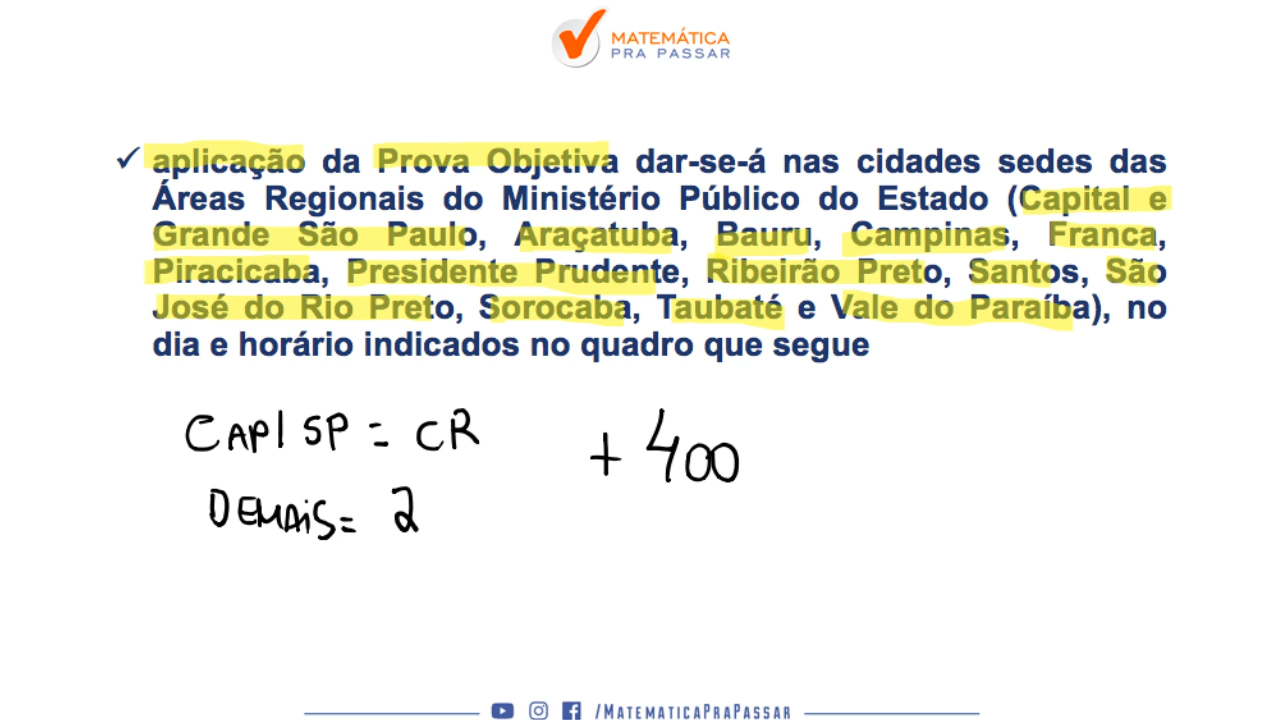 MATEMÁTICA
PRA PASSAR
✓ aplicação da Prova Objetiva dar-se-á nas cidades sedes das
Áreas Regionais do Ministério Público do Estado (Capital e
Grande São Paulo, Araçatuba, Bauru, Campinas, Franca,
Piracicaba, Presidente Prudente, Ribeirão Preto, Santos, São
José do Rio Preto, Sorocaba, Taubaté e Vale do Paraíba), no
dia e horário indicados no quadro que segue
CAP/SP = CR
+ 400
DEMAIS = 2
/MATEMATICAPRAPASSAR